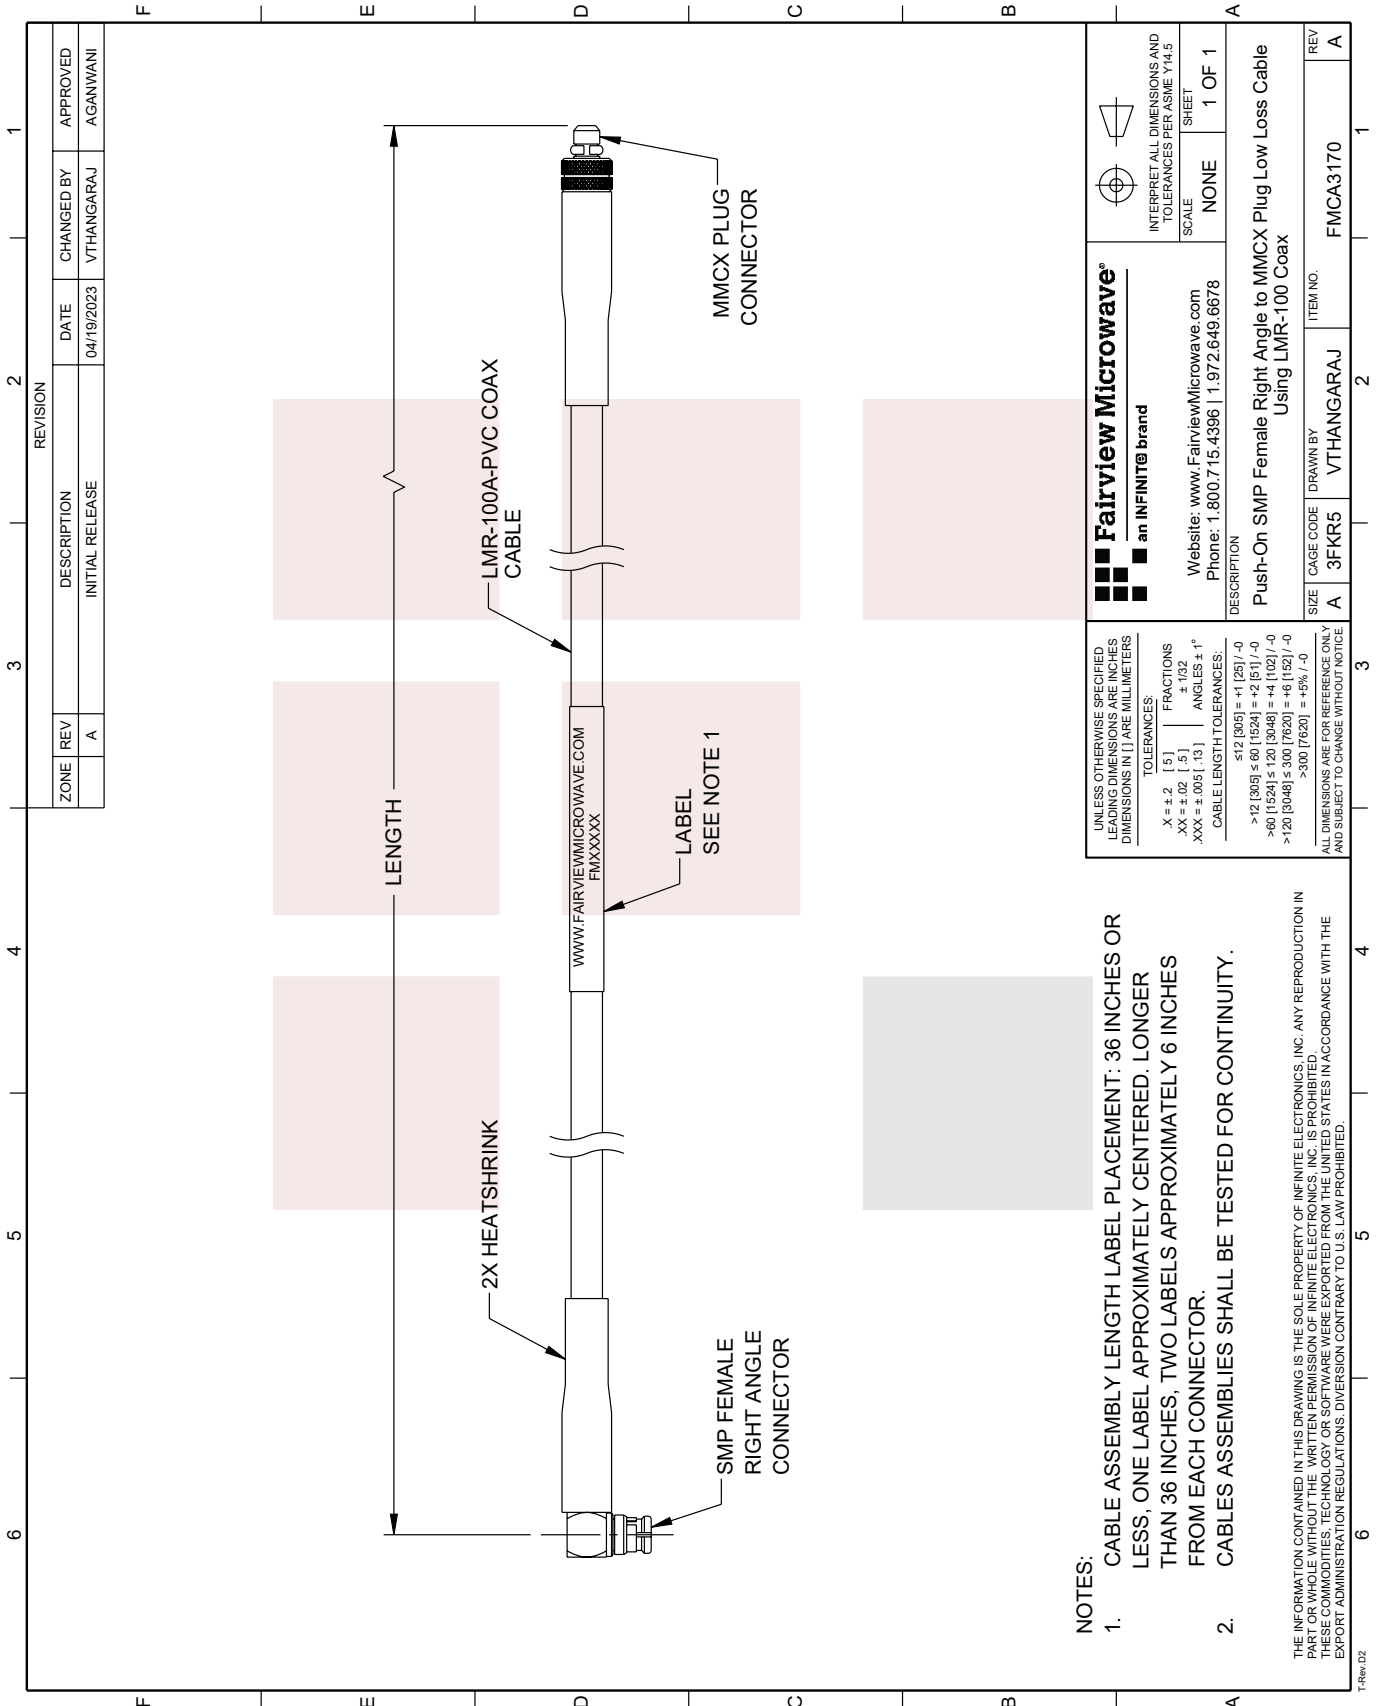 6
5
4
3
2
1
F
E
D
C
B
A
REVISION
ZONE REV DESCRIPTION DATE CHANGED BY APPROVED
A INITIAL RELEASE 04/19/2023 VTHANGARAJ AGANWANI
LENGTH
2X HEATSHRINK
LMR-100A-PVC COAX
CABLE
WWW.FAIRVIEWMICROWAVE.COM
FMXXXXX
LABEL
SEE NOTE 1
SMP FEMALE
RIGHT ANGLE
CONNECTOR
MMCX PLUG
CONNECTOR
NOTES:
1. CABLE ASSEMBLY LENGTH LABEL PLACEMENT: 36 INCHES OR
LESS, ONE LABEL APPROXIMATELY CENTERED. LONGER
THAN 36 INCHES, TWO LABELS APPROXIMATELY 6 INCHES
FROM EACH CONNECTOR.
2. CABLES ASSEMBLIES SHALL BE TESTED FOR CONTINUITY.
THE INFORMATION CONTAINED IN THIS DRAWING IS THE SOLE PROPERTY OF INFINITE ELECTRONICS, INC. ANY REPRODUCTION IN
PART OR WHOLE WITHOUT THE WRITTEN PERMISSION OF INFINITE ELECTRONICS, INC. IS PROHIBITED.
THESE COMMODITIES, TECHNOLOGY OR SOFTWARE WERE EXPORTED FROM THE UNITED STATES IN ACCORDANCE WITH THE
EXPORT ADMINISTRATION REGULATIONS. DIVERSION CONTRARY TO U.S. LAW PROHIBITED.
UNLESS OTHERWISE SPECIFIED
LEADING DIMENSIONS ARE INCHES
DIMENSIONS IN [ ] ARE MILLIMETERS
TOLERANCES:
.X = ± .2 [ 5 ] FRACTIONS
.XX = ± .02 [ .5 ] ± 1/32
.XXX = ± .005 [ .13 ] ANGLES ± 1°
CABLE LENGTH TOLERANCES:
≤12 [305] = +1 [25] / -0
>12 [305] ≤ 60 [1524] = +2 [51] / -0
>60 [1524] ≤ 120 [3048] = +4 [102] / -0
>120 [3048] ≤ 300 [7620] = +6 [152] / -0
>300 [7620] = +5% / -0
ALL DIMENSIONS ARE FOR REFERENCE ONLY
AND SUBJECT TO CHANGE WITHOUT NOTICE.
Fairview Microwave®
an INFINITE brand
Website: www.FairviewMicrowave.com
Phone: 1.800.715.4396 | 1.972.649.6678
INTERPRET ALL DIMENSIONS AND
TOLERANCES PER ASME Y14.5
SCALE SHEET
NONE 1 OF 1
DESCRIPTION
Push-On SMP Female Right Angle to MMCX Plug Low Loss Cable
Using LMR-100 Coax
SIZE CAGE CODE DRAWN BY ITEM NO. REV
A 3FKR5 VTHANGARAJ FMCA3170 A
F
E
D
C
B
A
6
5
4
3
2
1
T-Rev.D2